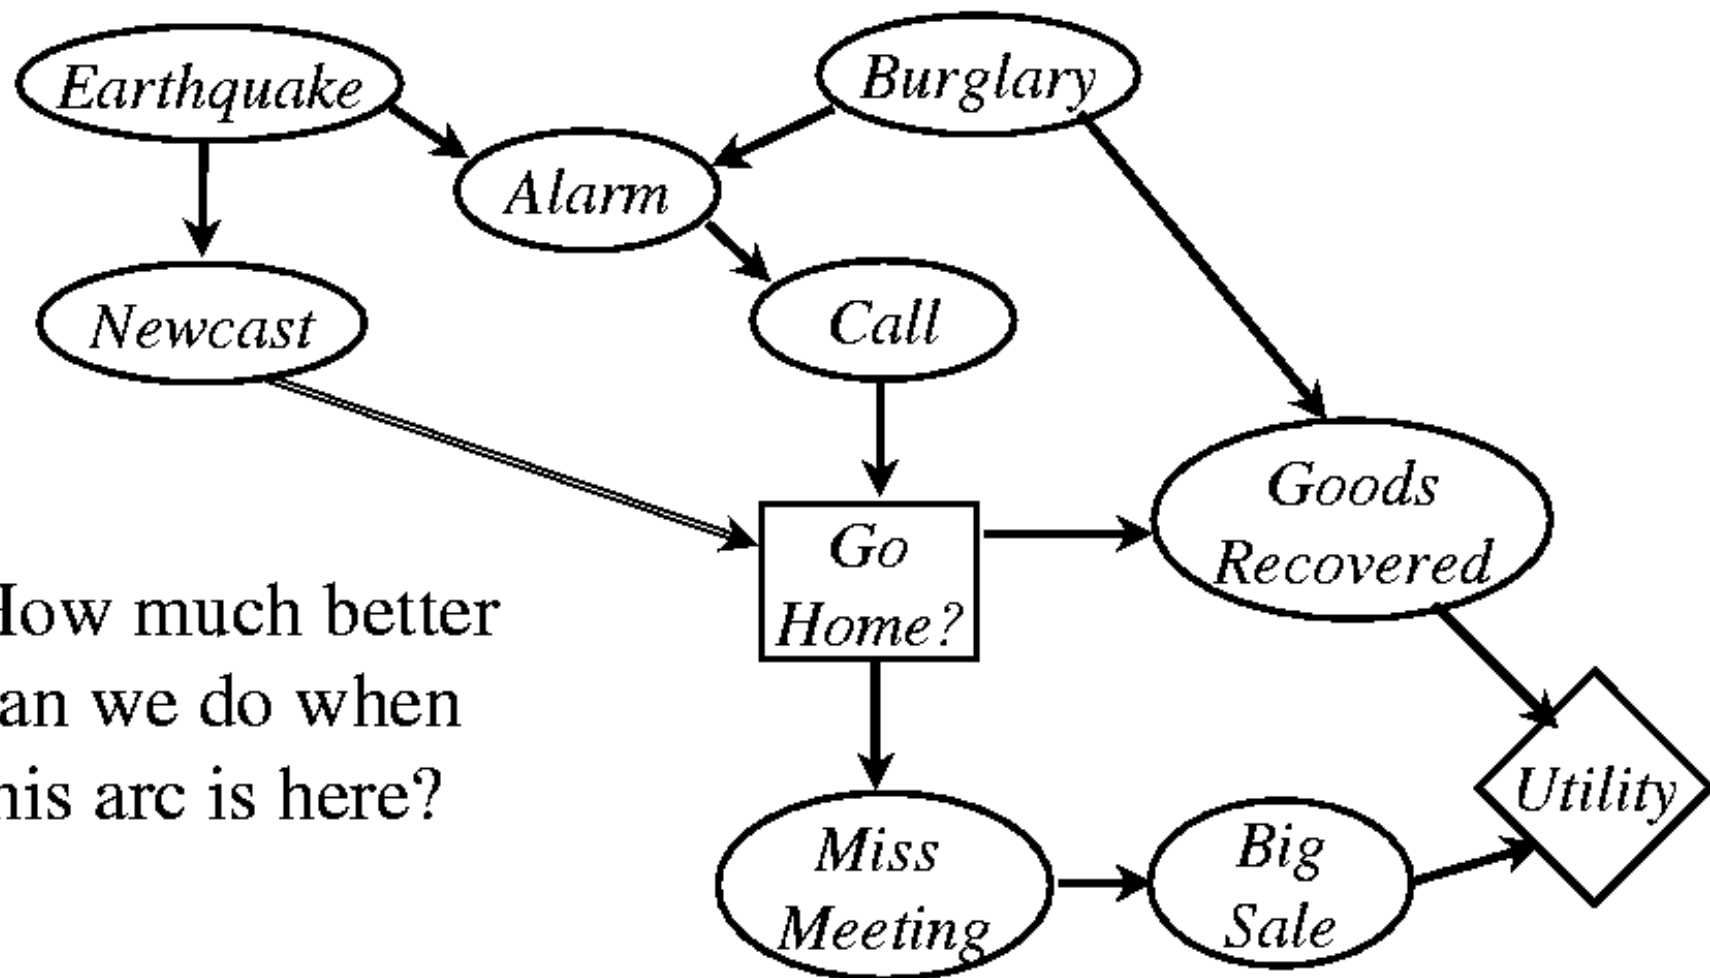 Earthquake
Burglary
Alarm
Newcast
Call
Goods
Recovered
Go
Home?
How much better
an we do when
his arc is here?
Utility
Miss
Meeting
Big
Sale